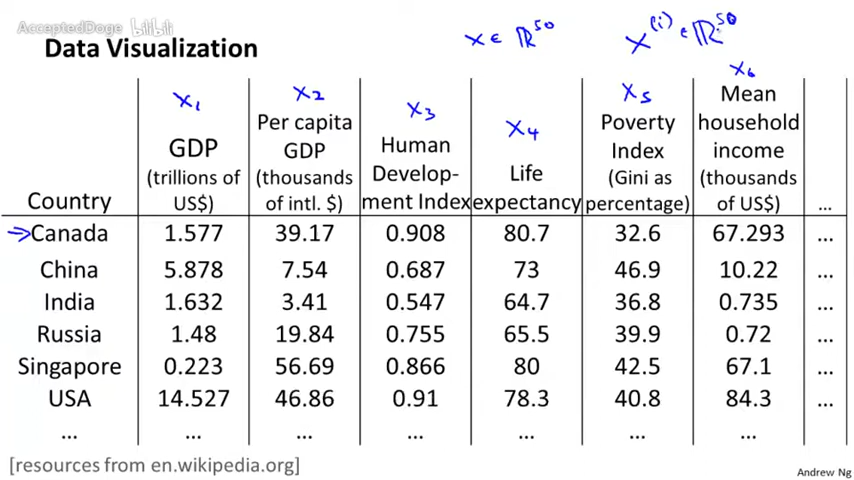 AcceptedDoge bilibili
Data Visualization
x ∈ ℝ^50
x^(i) ∈ ℝ^50
x1 x2 x3 x4 x5 x6
Country | GDP (trillions of US$) | Per capita GDP (thousands of intl. $) | Human Develop-ment Index | Life expectancy | Poverty Index (Gini as percentage) | Mean household income (thousands of US$) | ...
→Canada 1.577 39.17 0.908 80.7 32.6 67.293 ...
China 5.878 7.54 0.687 73 46.9 10.22 ...
India 1.632 3.41 0.547 64.7 36.8 0.735 ...
Russia 1.48 19.84 0.755 65.5 39.9 0.72 ...
Singapore 0.223 56.69 0.866 80 42.5 67.1 ...
USA 14.527 46.86 0.91 78.3 40.8 84.3 ...
... ... ... ... ... ... ...
[resources from en.wikipedia.org]
Andrew Ng